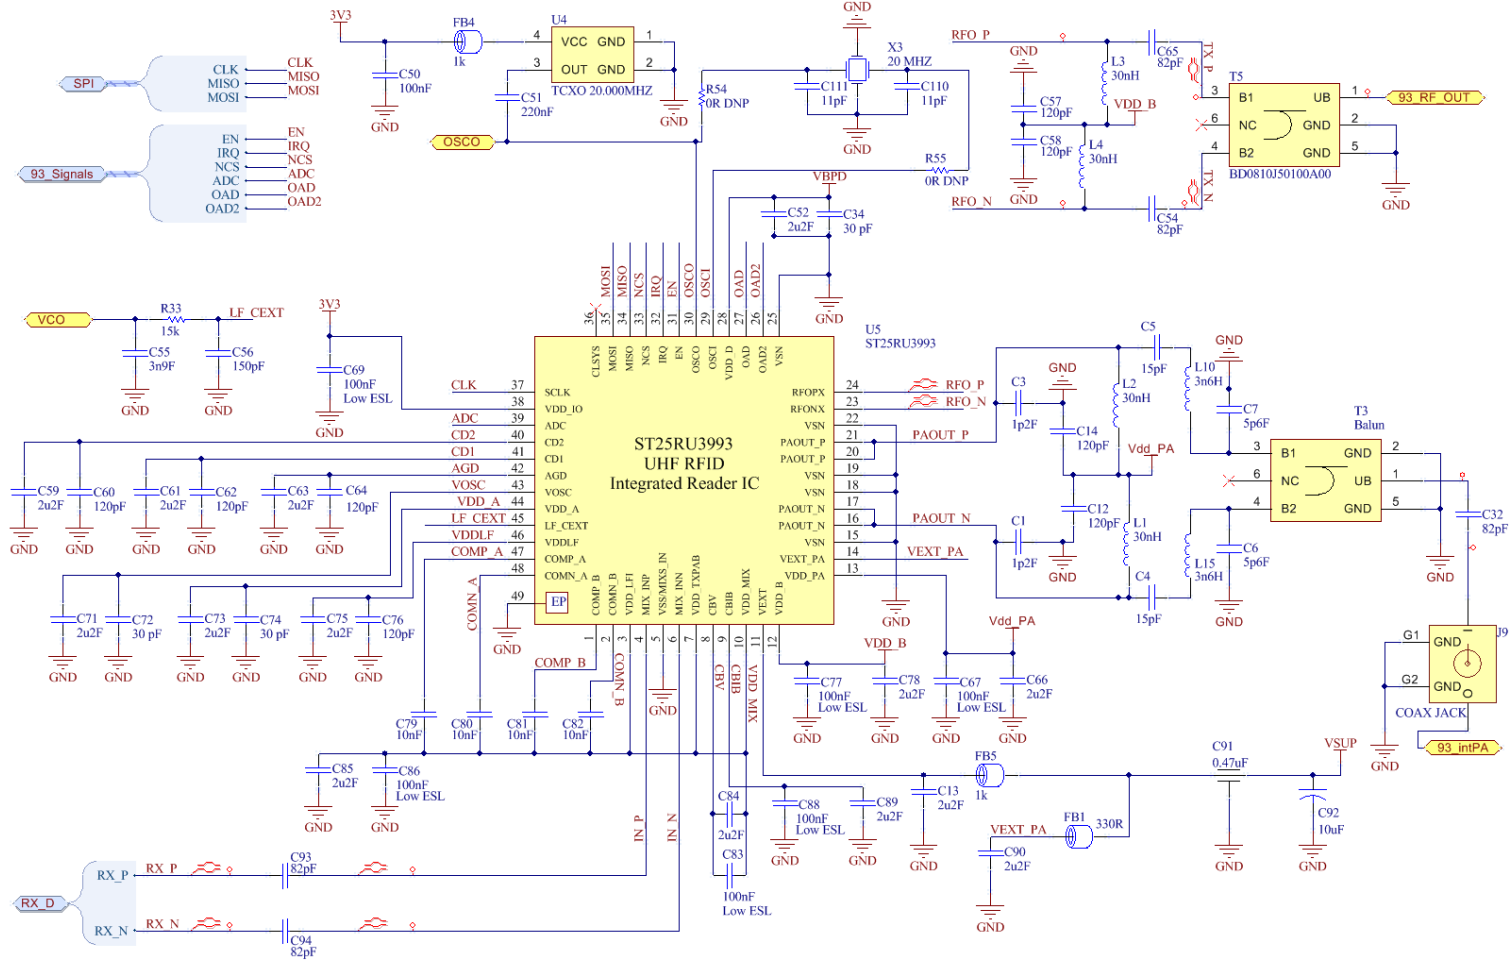 SPI
CLK
MISO
MOSI
CLK
MISO
MOSI
93_Signals
EN
IRQ
NCS
ADC
OAD
OAD2
EN
IRQ
NCS
ADC
OAD
OAD2
3V3
FB4
1k
C50
100nF
GND
U4
4 VCC GND 1
3 OUT GND 2
TCXO 20.000MHZ
GND
C51
220nF
OSCO
R54
0R DNP
GND
X3
20 MHZ
C111
11pF
C110
11pF
GND
R55
0R DNP
RFO_P
RFO_N
GND
C57
120pF
C58
120pF
GND
L3
30nH
L4
30nH
VDD_B
C65
82pF
C54
82pF
TX_P
TX_N
T5
3 B1 UB 1
6 NC GND 2
4 B2 GND 5
BD0810J50100A00
93_RF_OUT
GND
VBPD
C52
2u2F
C34
30 pF
GND
VCO
R33
15k
LF_CEXT
C55
3n9F
GND
C56
150pF
GND
3V3
C69
100nF
Low ESL
GND
MOSI
MISO
NCS
IRQ
EN
OSCO
OSCI
OAD
OAD2
36 35 34 33 32 31 30 29 28 27 26 25
CLSYS
MOSI
MISO
NCS
IRQ
EN
OSCO
OSCI
VDD_D
OAD
OAD2
VSN
U5
ST25RU3993
ST25RU3993
UHF RFID
Integrated Reader IC
CLK 37 SCLK
38 VDD_IO
ADC 39 ADC
CD2 40 CD2
CD1 41 CD1
AGD 42 AGD
VOSC 43 VOSC
VDD_A 44 VDD_A
LF_CEXT 45 LF_CEXT
VDDLF 46 VDDLF
COMP_A 47 COMP_A
48 COMN_A
49 EP
COMN_A
GND
RFOPX 24 RFO_P
RFONX 23 RFO_N
VSN 22
PAOUT_P 21 PAOUT_P
PAOUT_P 20
VSN 19
VSN 18
PAOUT_N 17
PAOUT_N 16 PAOUT_N
VSN 15
VEXT_PA 14 VEXT_PA
VDD_PA 13
GND
COMP_B
COMN_B
VDD_LFI
MIX_INP
VSS/MIXS_IN
MIX_INN
VDD_TXPAB
CBV
CBIB
VDD_MIX
VEXT
VDD_B
1 2 3 4 5 6 7 8 9 10 11 12
COMP_B
COMN_B
GND
CBV
CBIB
VDD_MIX
C59
2u2F
GND
C60
120pF
GND
C61
2u2F
GND
C62
120pF
GND
C63
2u2F
GND
C64
120pF
GND
C71
2u2F
GND
C72
30 pF
GND
C73
2u2F
GND
C74
30 pF
GND
C75
2u2F
GND
C76
120pF
GND
C3
1p2F
GND
C14
120pF
L2
30nH
C5
15pF
L10
3n6H
GND
C7
5p6F
Vdd_PA
C1
1p2F
C12
120pF
GND
L1
30nH
C4
15pF
L15
3n6H
C6
5p6F
GND
T3
Balun
3 B1 GND 2
6 NC UB 1
4 B2 GND 5
GND
C32
82pF
J9
G1 GND
G2 GND
COAX JACK
GND
93_intPA
C79
10nF
C80
10nF
C81
10nF
C82
10nF
VDD_B
C77
100nF
Low ESL
GND
C78
2u2F
GND
Vdd_PA
C67
100nF
Low ESL
GND
C66
2u2F
GND
C85
2u2F
GND
C86
100nF
Low ESL
GND
IN_P
IN_N
C84
2u2F
C83
100nF
Low ESL
C88
100nF
Low ESL
GND
C89
2u2F
GND
C13
2u2F
GND
FB5
1k
VEXT_PA
FB1
330R
C90
2u2F
GND
C91
0.47uF
GND
VSUP
C92
10uF
GND
RX_D
RX_P
RX_N
RX_P
RX_N
C93
82pF
C94
82pF